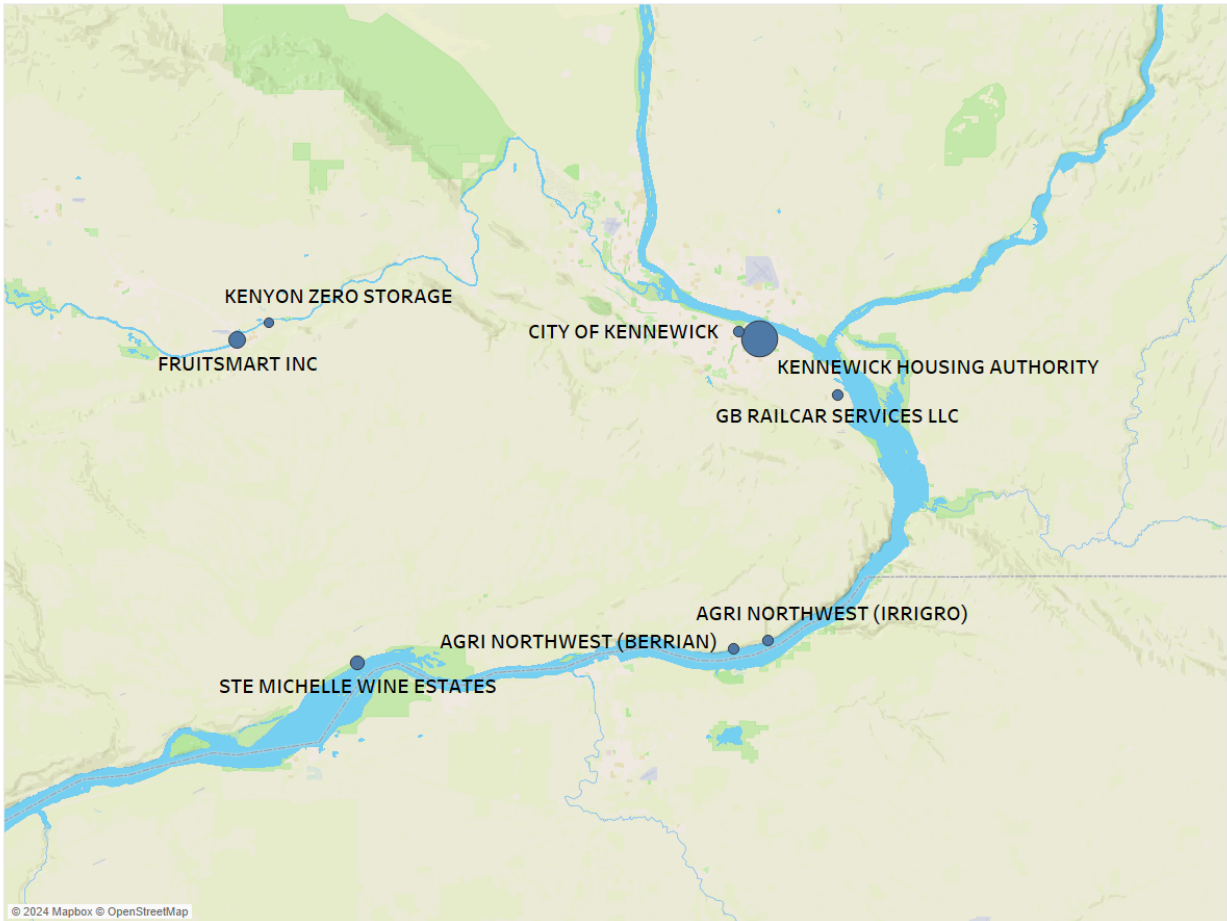 KENYON ZERO STORAGE
CITY OF KENNEWICK
FRUITSMART INC
KENNEWICK HOUSING AUTHORITY
GB RAILCAR SERVICES LLC
AGRI NORTHWEST (IRRIGRO)
AGRI NORTHWEST (BERRIAN)
STE MICHELLE WINE ESTATES
© 2024 Mapbox © OpenStreetMap